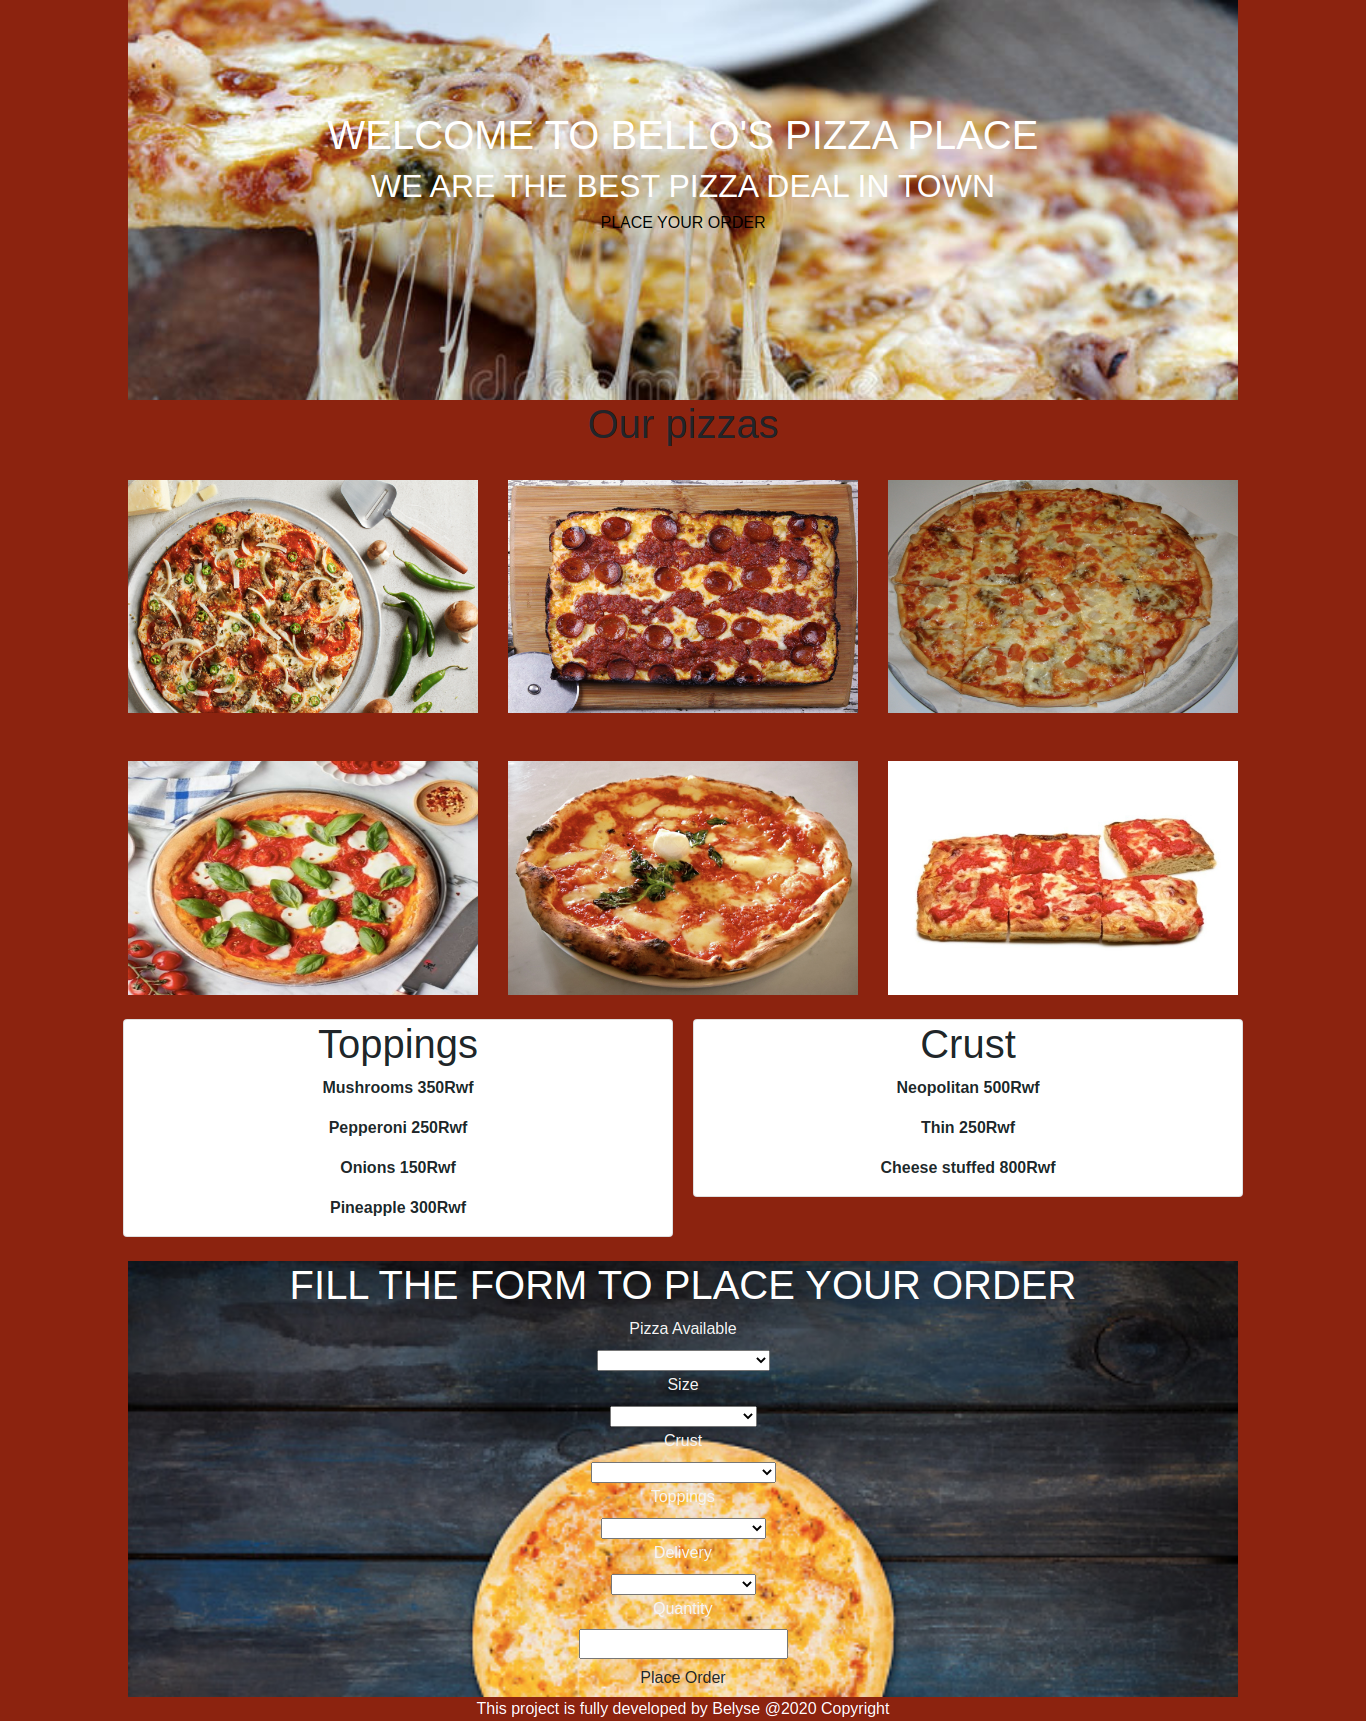 WELCOME TO BELLO'S PIZZA PLACE
WE ARE THE BEST PIZZA DEAL IN TOWN
PLACE YOUR ORDER
dreamstime
Our pizzas
Toppings
Mushrooms 350Rwf
Pepperoni 250Rwf
Onions 150Rwf
Pineapple 300Rwf
Crust
Neopolitan 500Rwf
Thin 250Rwf
Cheese stuffed 800Rwf
FILL THE FORM TO PLACE YOUR ORDER
Pizza Available
Size
Crust
Toppings
Delivery
Quantity
Place Order
This project is fully developed by Belyse @2020 Copyright